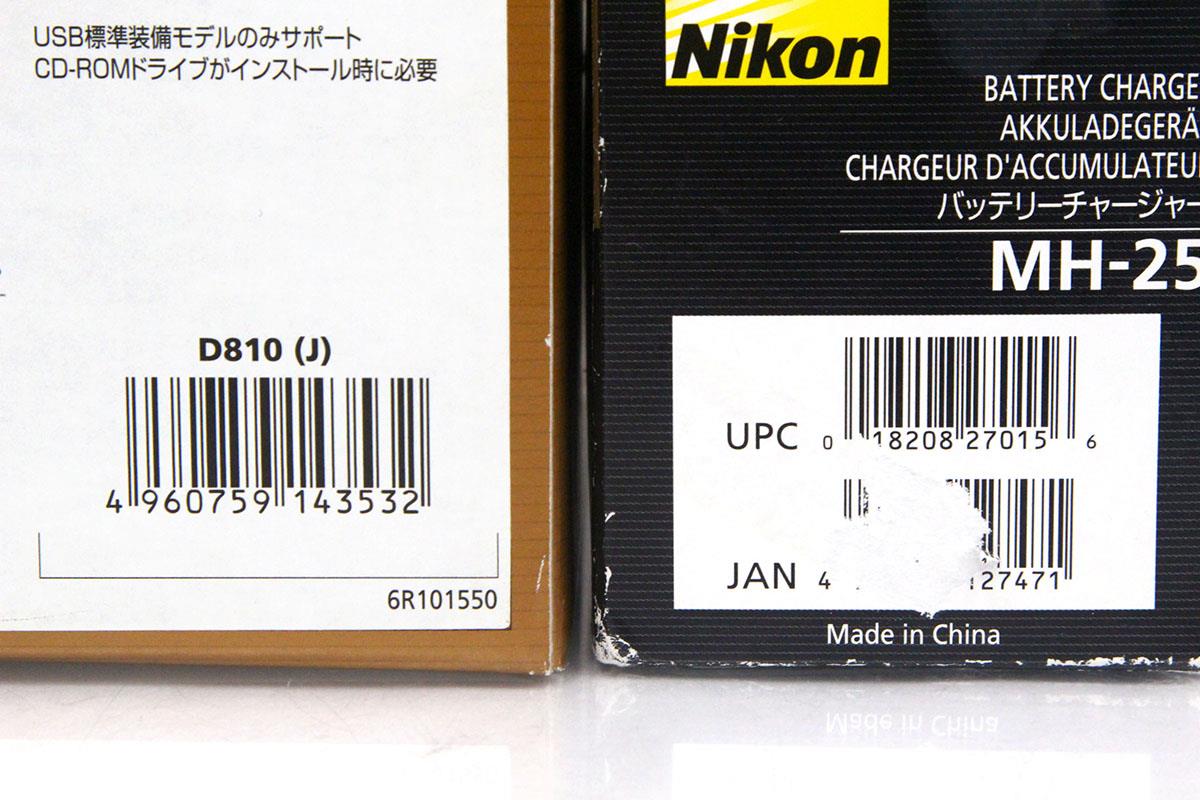 USB標準装備モデルのみサポート
CD-ROMドライブがインストール時に必要
D810 (J)
4 960759 143532
6R101550
Nikon
BATTERY CHARGE
AKKULADEGERÄ
CHARGEUR D'ACCUMULATEU
バッテリーチャージャー
MH-25
UPC 0 18208 27015 6
JAN 4 127471
Made in China
Made in China